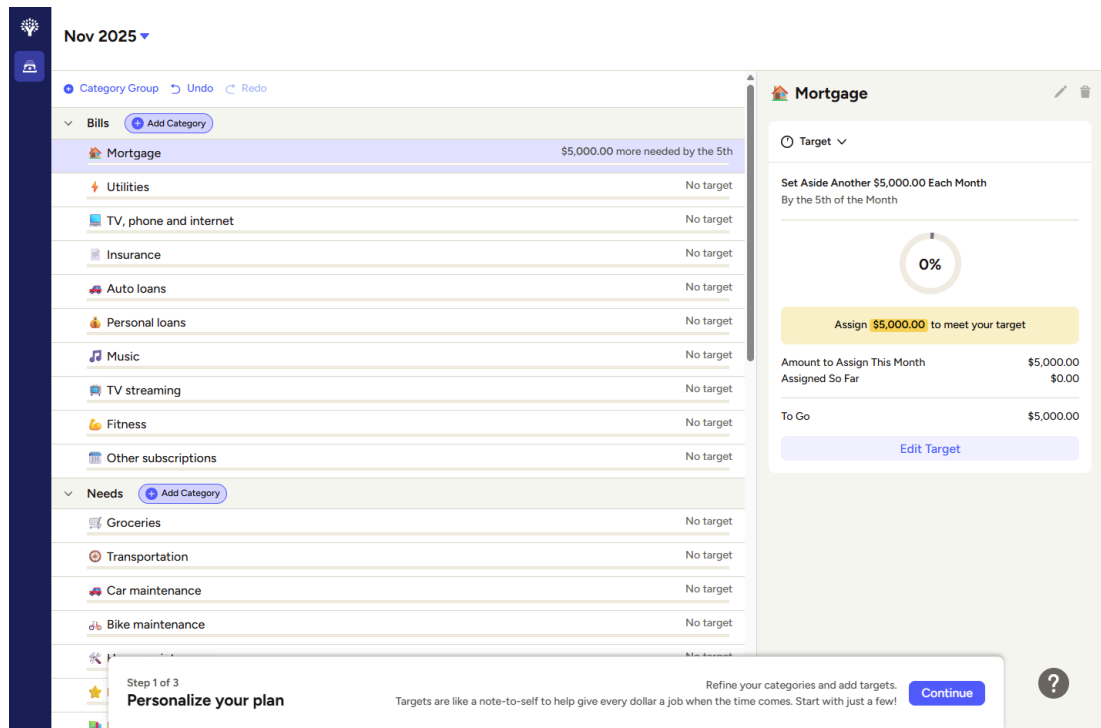 Nov 2025
Category Group Undo Redo
Bills Add Category
Mortgage $5,000.00 more needed by the 5th
Utilities No target
TV, phone and internet No target
Insurance No target
Auto loans No target
Personal loans No target
Music No target
TV streaming No target
Fitness No target
Other subscriptions No target
Needs Add Category
Groceries No target
Transportation No target
Car maintenance No target
Bike maintenance No target
Mortgage
Target
Set Aside Another $5,000.00 Each Month
By the 5th of the Month
0%
Assign $5,000.00 to meet your target
Amount to Assign This Month $5,000.00
Assigned So Far $0.00
To Go $5,000.00
Edit Target
Step 1 of 3
Personalize your plan
Refine your categories and add targets.
Targets are like a note-to-self to help give every dollar a job when the time comes. Start with just a few!
Continue
?